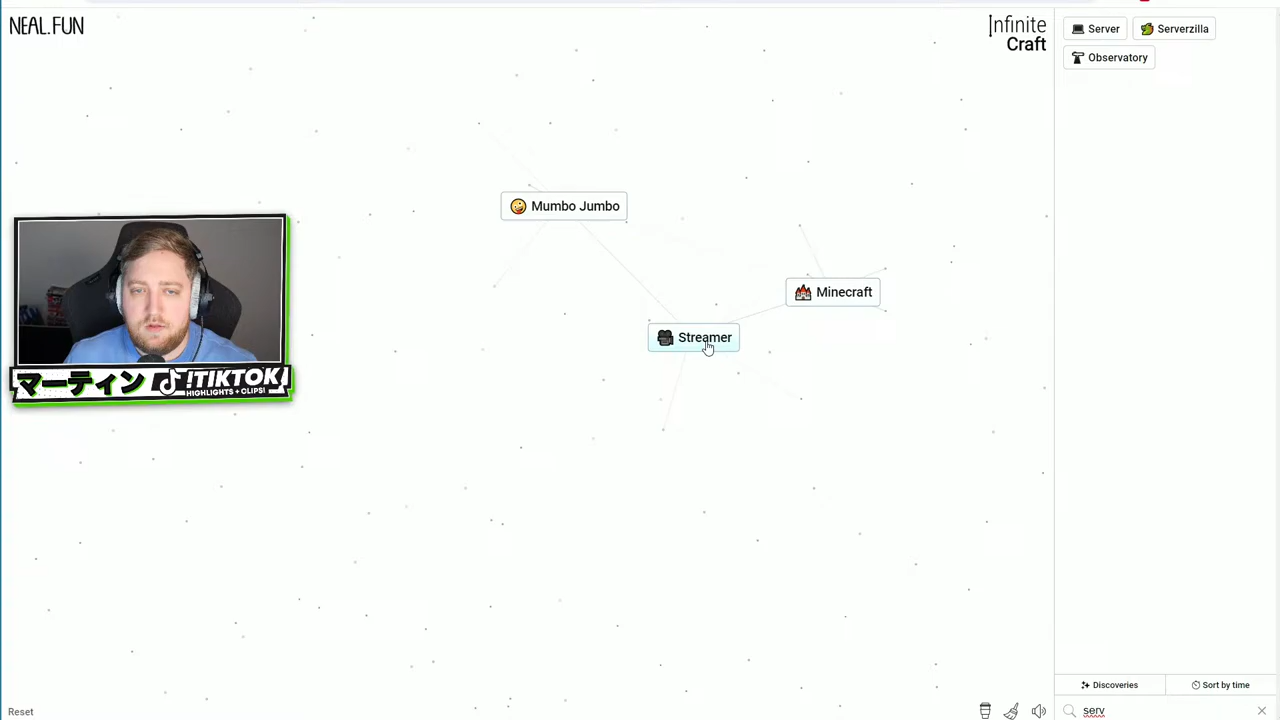 NEAL.FUN
Infinite
Craft
Server
Serverzilla
Observatory
Mumbo Jumbo
Minecraft
Streamer
マーティン
!TIKTOK
HIGHLIGHTS + CLIPS!
Discoveries
Sort by time
Reset
serv